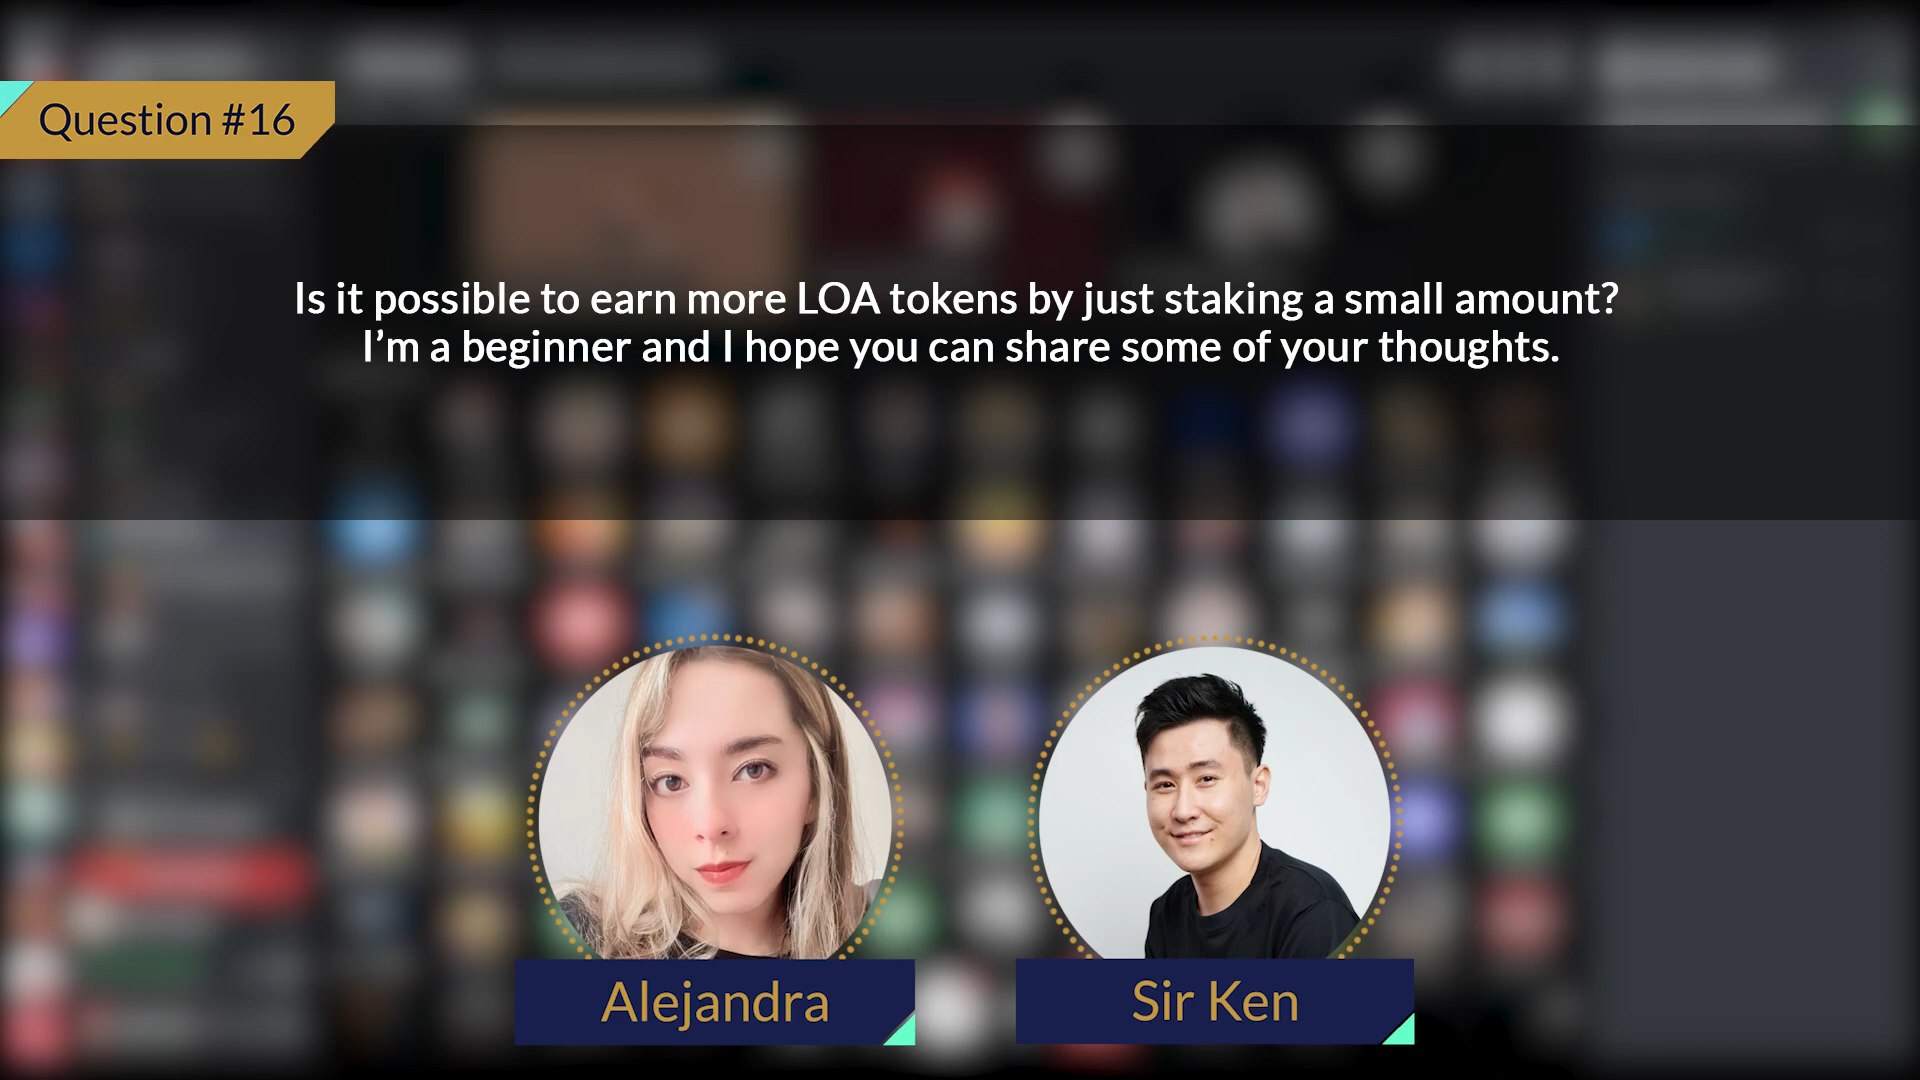 Question #16
Is it possible to earn more LOA tokens by just staking a small amount?
I’m a beginner and I hope you can share some of your thoughts.
Alejandra
Sir Ken